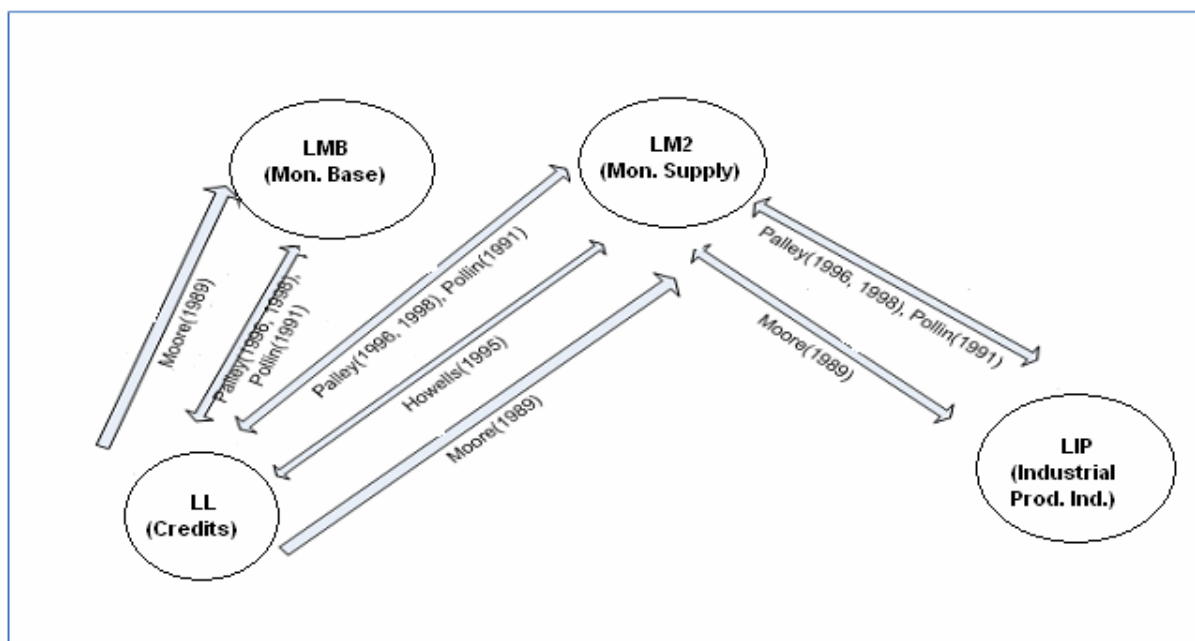 LMB
(Mon. Base)
LM2
(Mon. Supply)
Moore(1989)
Palley(1996, 1998),
Pollin(1991)
Palley(1996, 1998), Pollin(1991)
Howells(1995)
Moore(1989)
Palley(1996, 1998), Pollin(1991)
Moore(1989)
LL
(Credits)
LIP
(Industrial
Prod. Ind.)